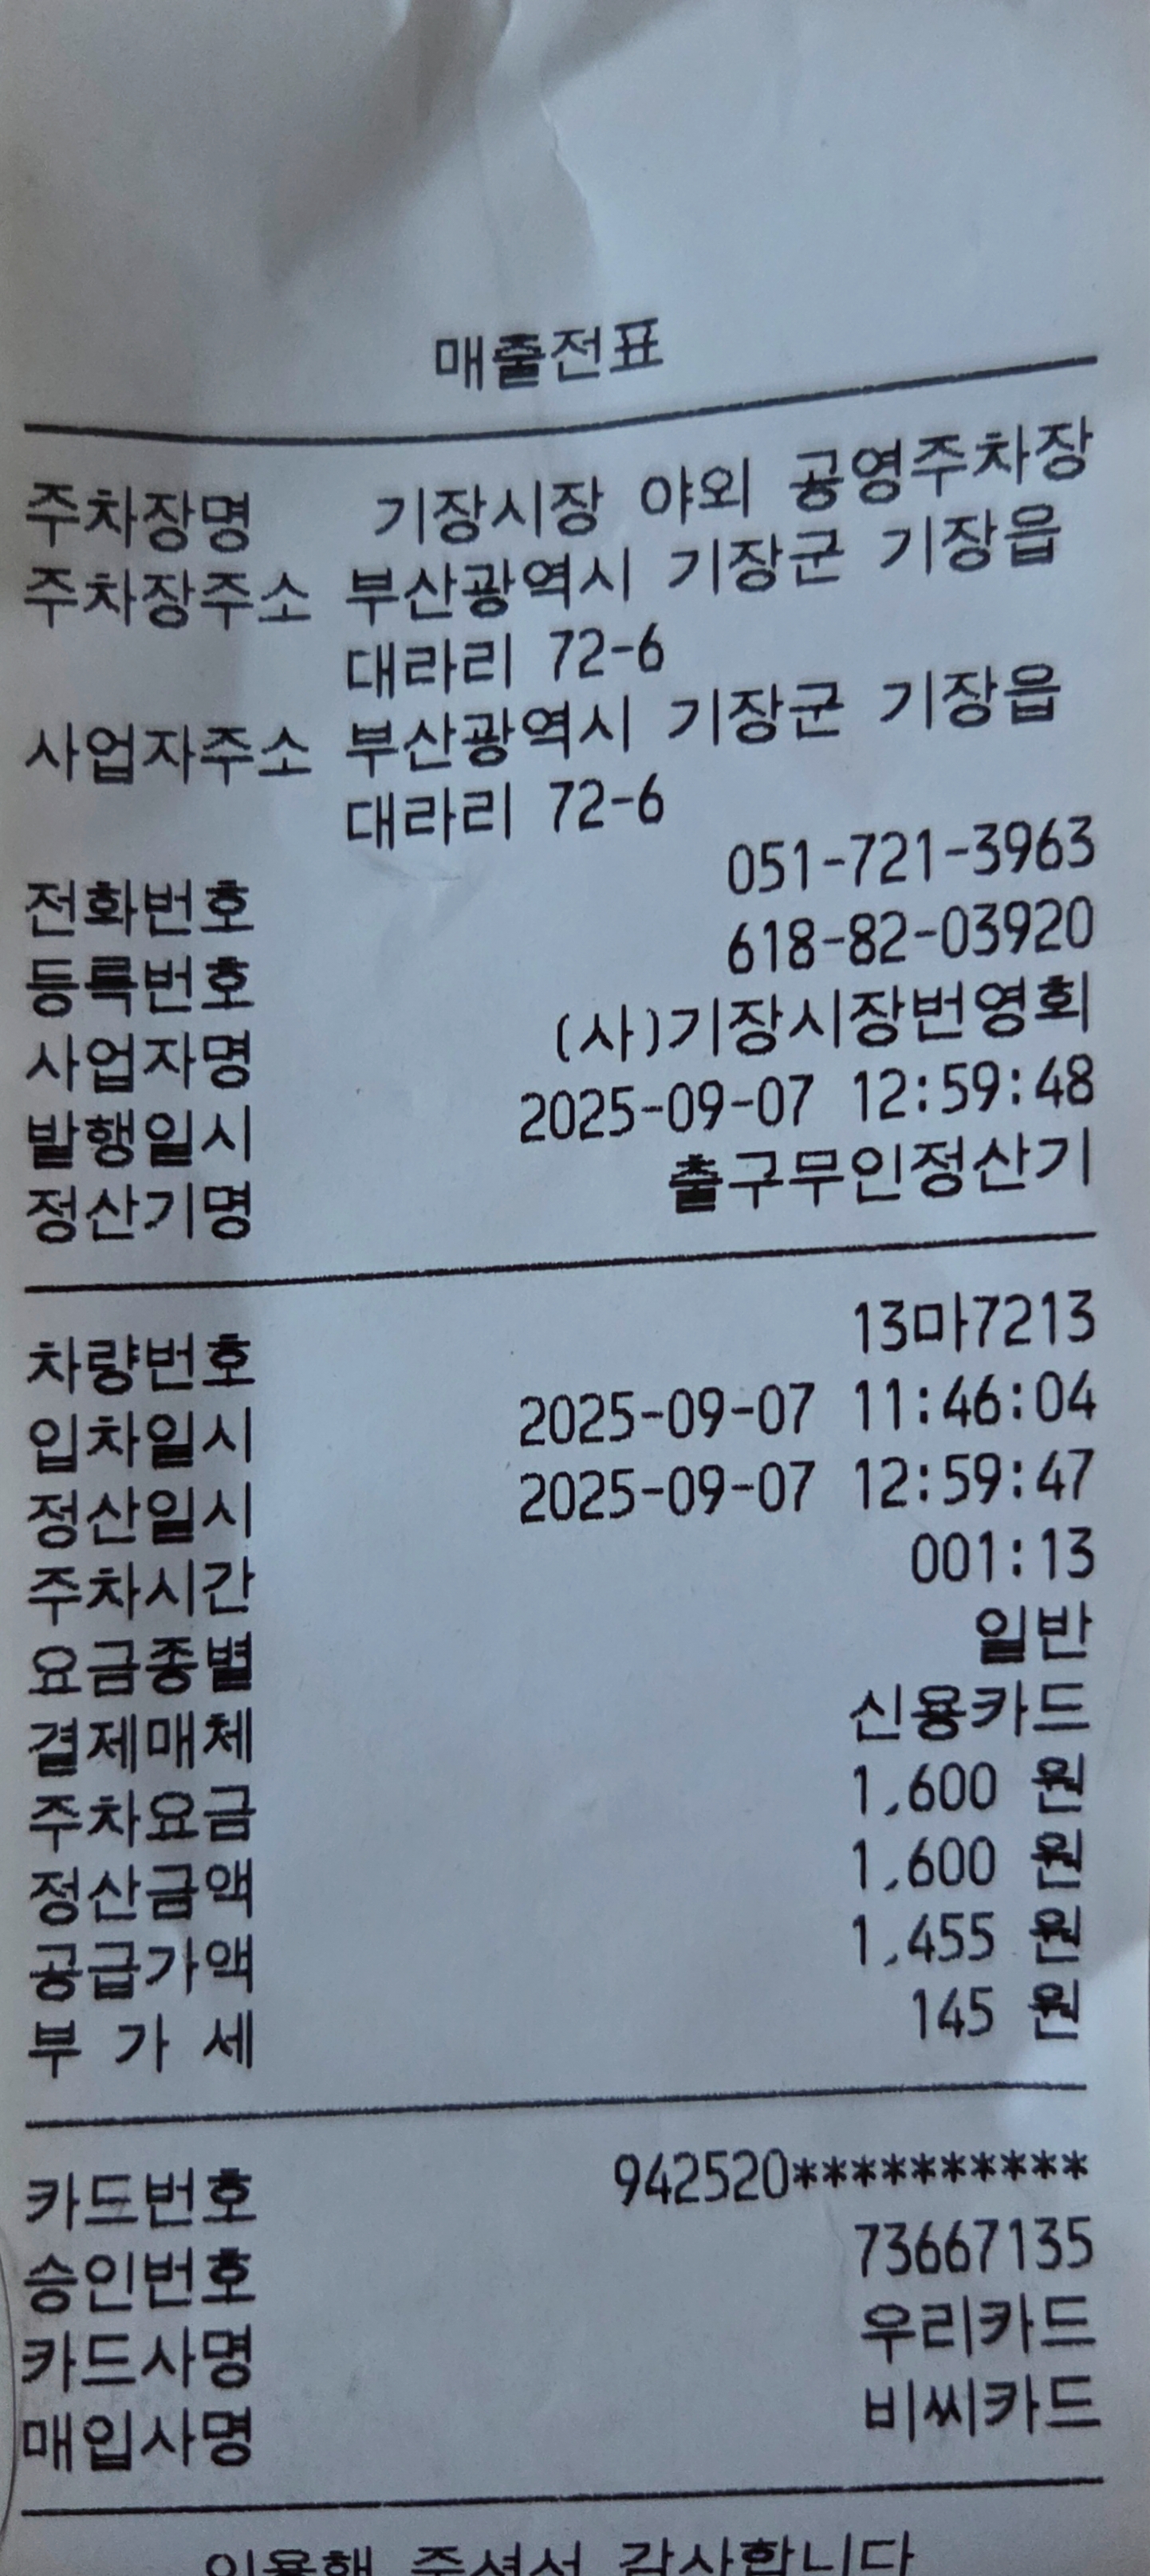 매출전표
주차장명 기장시장 야외 공영주차장
주차장주소 부산광역시 기장군 기장읍
대라리 72-6
사업자주소 부산광역시 기장군 기장읍
대라리 72-6
전화번호 051-721-3963
등록번호 618-82-03920
사업자명 (사)기장시장번영회
발행일시 2025-09-07 12:59:48
정산기명 출구무인정산기
차량번호 13마7213
입차일시 2025-09-07 11:46:04
정산일시 2025-09-07 12:59:47
주차시간 001:13
요금종별 일반
결제매체 신용카드
주차요금 1,600 원
정산금액 1,600 원
공급가액 1,455 원
부 가 세 145 원
카드번호 942520**********
승인번호 73667135
카드사명 우리카드
매입사명 비씨카드
이용해 주셔서 감사합니다